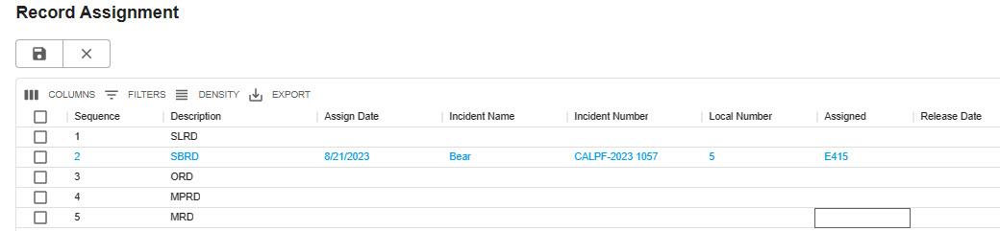 Record Assignment
COLUMNS FILTERS DENSITY EXPORT
Sequence Description Assign Date Incident Name Incident Number Local Number Assigned Release Date
1 SLRD
2 SBRD 8/21/2023 Bear CALPF-2023 1057 5 E415
3 ORD
4 MPRD
5 MRD